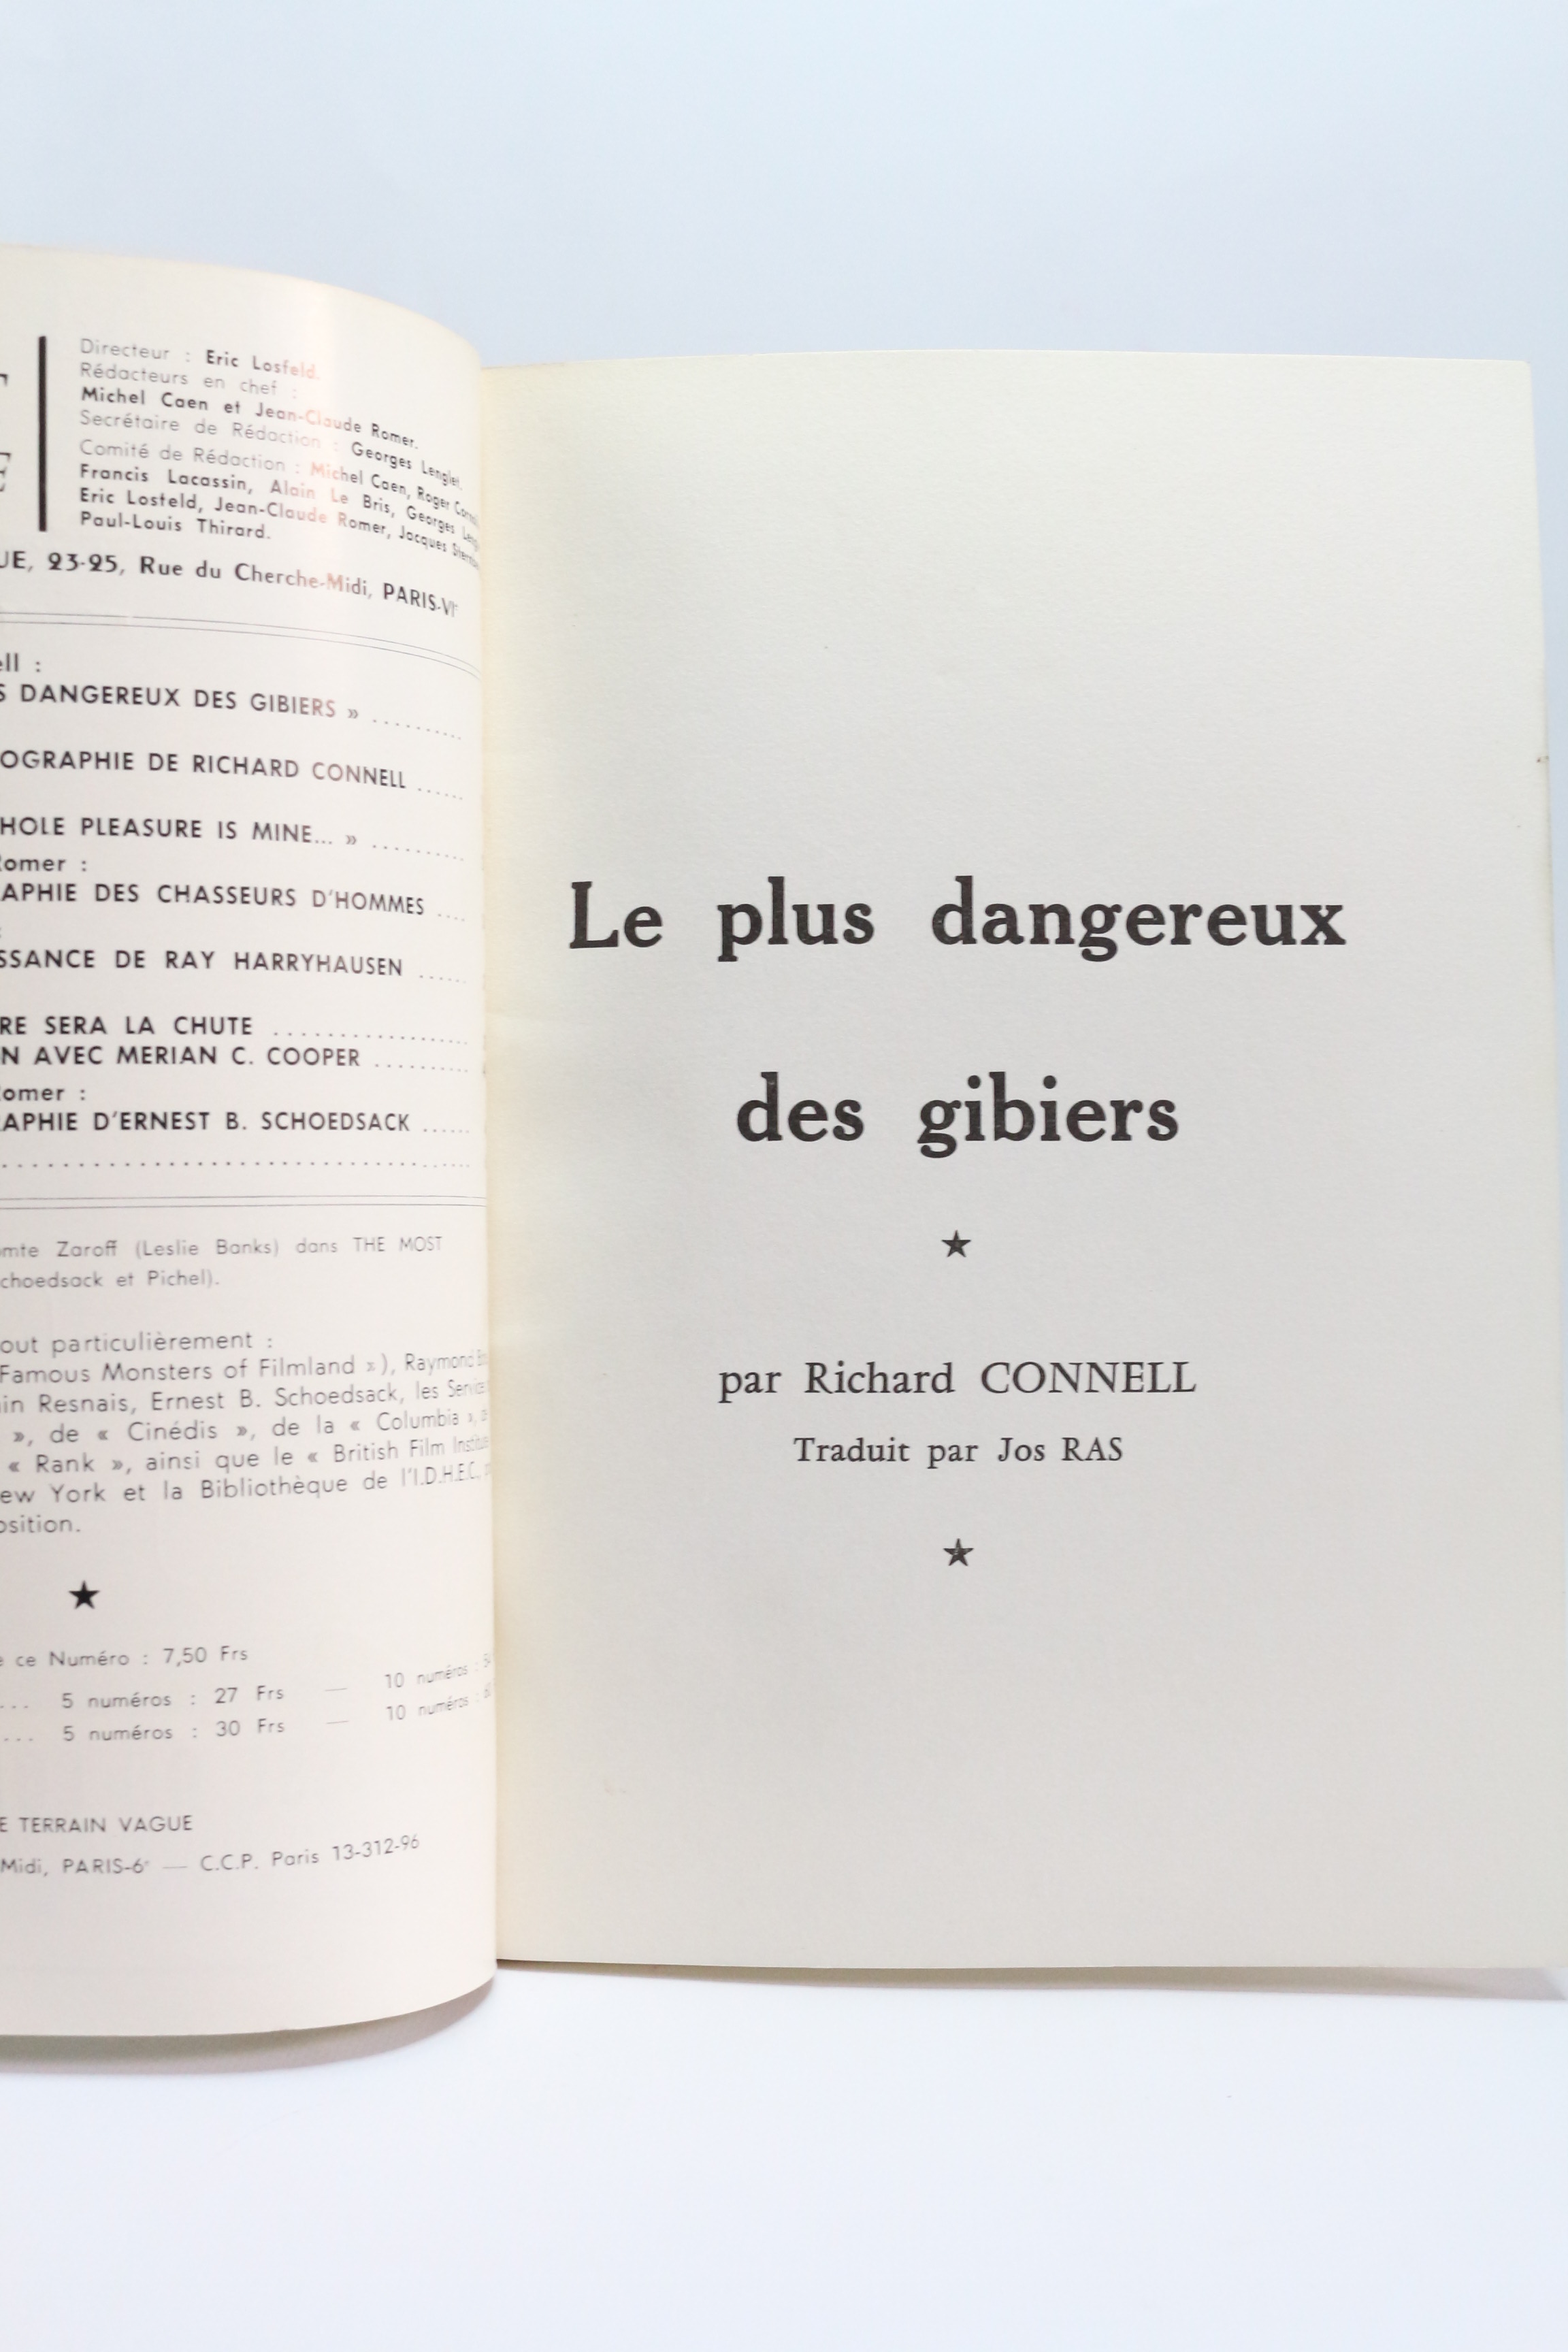 Directeur : Eric Losfeld.
Rédacteurs en chef :
Michel Caen et Jean-Claude Romer.
Secrétaire de Rédaction : Georges Lenglet.
Comité de Rédaction : Michel Caen, Roger
Francis Lacassin, Alain Le Bris, Georges
Eric Losteld, Jean-Claude Romer, Jacques
Paul-Louis Thirard.
UE, 23-25, Rue du Cherche-Midi, PARIS-VIe
ell :
S DANGEREUX DES GIBIERS » ..........
OGRAPHIE DE RICHARD CONNELL ......
HOLE PLEASURE IS MINE... » ..........
Romer :
APHIE DES CHASSEURS D'HOMMES ....
SSANCE DE RAY HARRYHAUSEN ......
RE SERA LA CHUTE ....................
N AVEC MERIAN C. COOPER ..........
omer :
APHIE D'ERNEST B. SCHOEDSACK ......
mte Zaroff (Leslie Banks) dans THE MOST
choedsack et Pichel).
out particulièrement :
Famous Monsters of Filmland »), Raymond
in Resnais, Ernest B. Schoedsack, les
», de « Cinédis », de la « Columbia »,
« Rank », ainsi que le « British Film
ew York et la Bibliothèque de l'I.D.H.E.C.,
osition.
★
e ce Numéro : 7,50 Frs
... 5 numéros : 27 Frs — 10 numéros :
... 5 numéros : 30 Frs — 10 numéros :
E TERRAIN VAGUE
Midi, PARIS-6e — C.C.P. Paris 13-312-96
Le plus dangereux
des gibiers
★
par Richard CONNELL
Traduit par Jos RAS
★